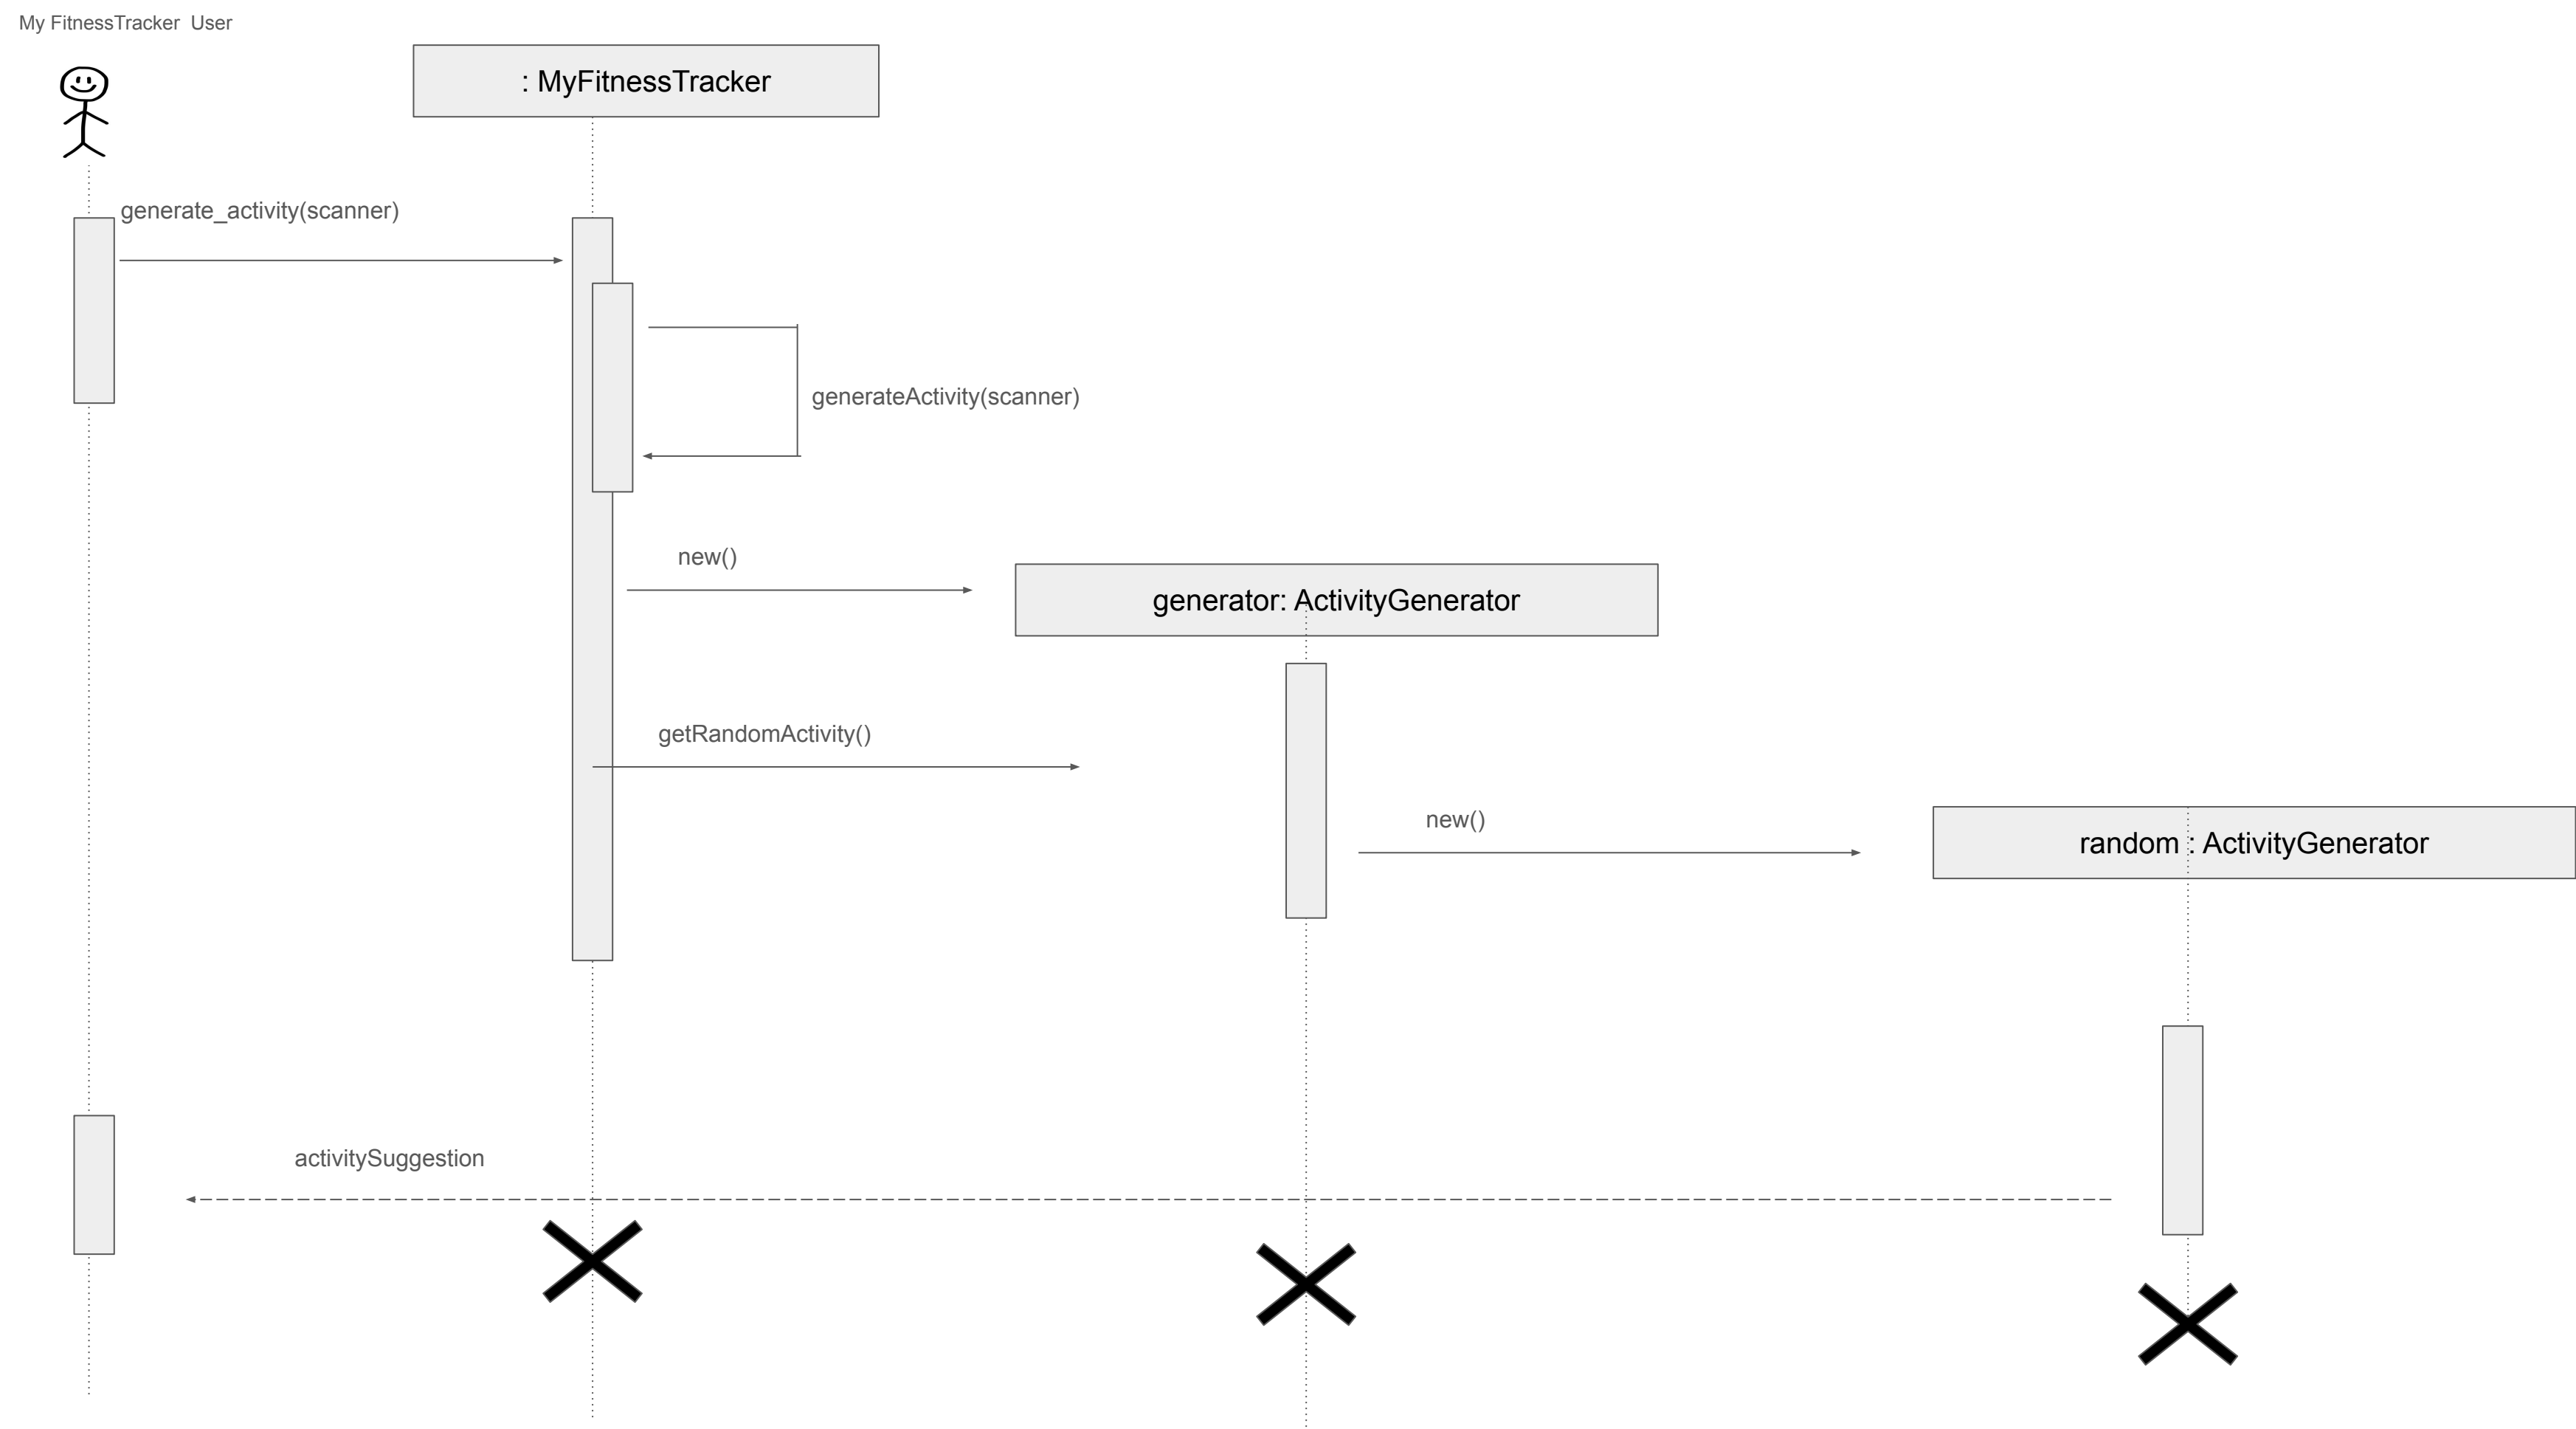 My FitnessTracker  User
: MyFitnessTracker
generate_activity(scanner)
generateActivity(scanner)
new()
generator: ActivityGenerator
getRandomActivity()
new()
random : ActivityGenerator
activitySuggestion